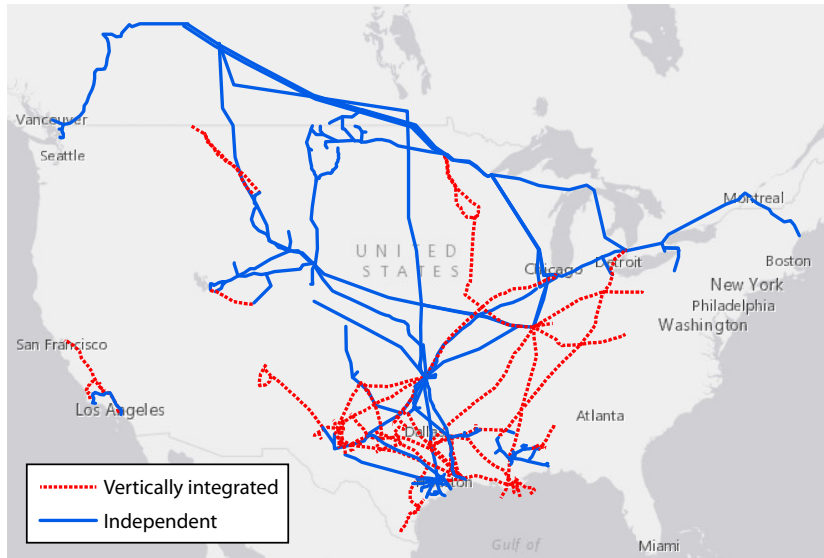 Vancouver
Seattle
Montreal
UNITED
STATES
Chicago
Detroit
Boston
New York
Philadelphia
Washington
San Francisco
Los Angeles
Atlanta
Dallas
Houston
Vertically integrated
Independent
Gulf of
Miami